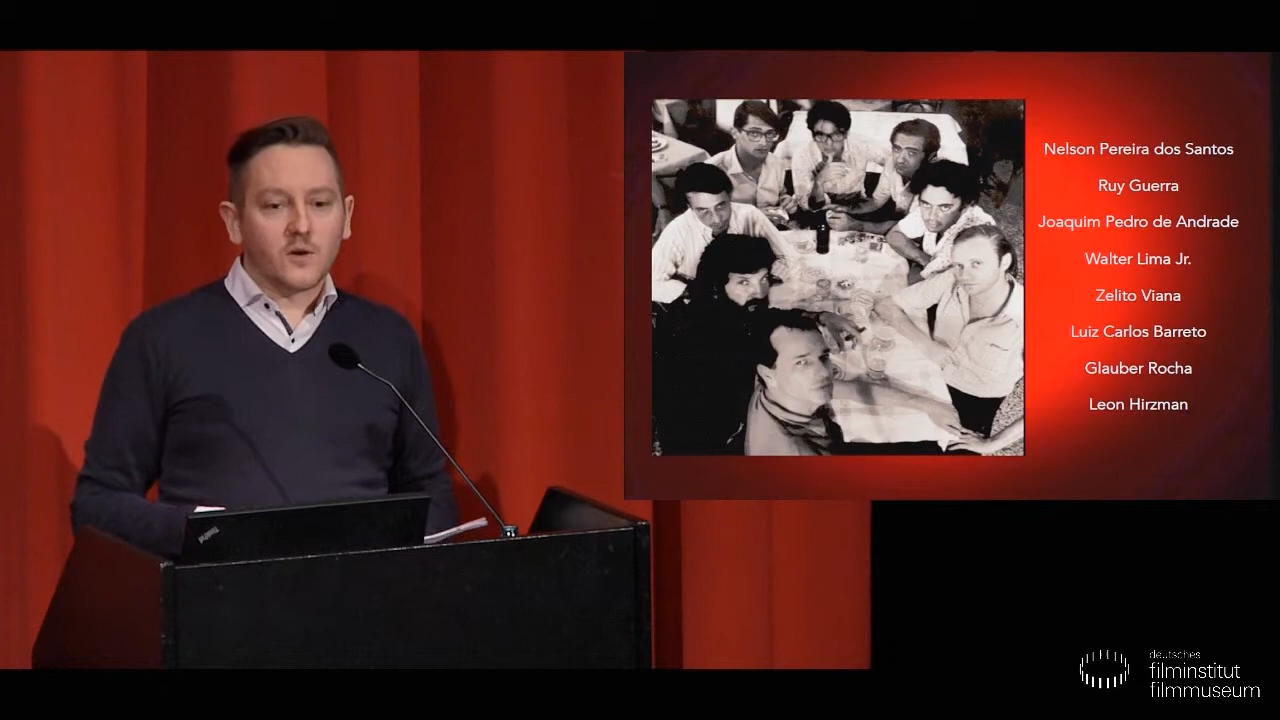 Nelson Pereira dos Santos
Ruy Guerra
Joaquim Pedro de Andrade
Walter Lima Jr.
Zelito Viana
Luiz Carlos Barreto
Glauber Rocha
Leon Hirzman
ThinkPad
deutsches
filminstitut
filmmuseum